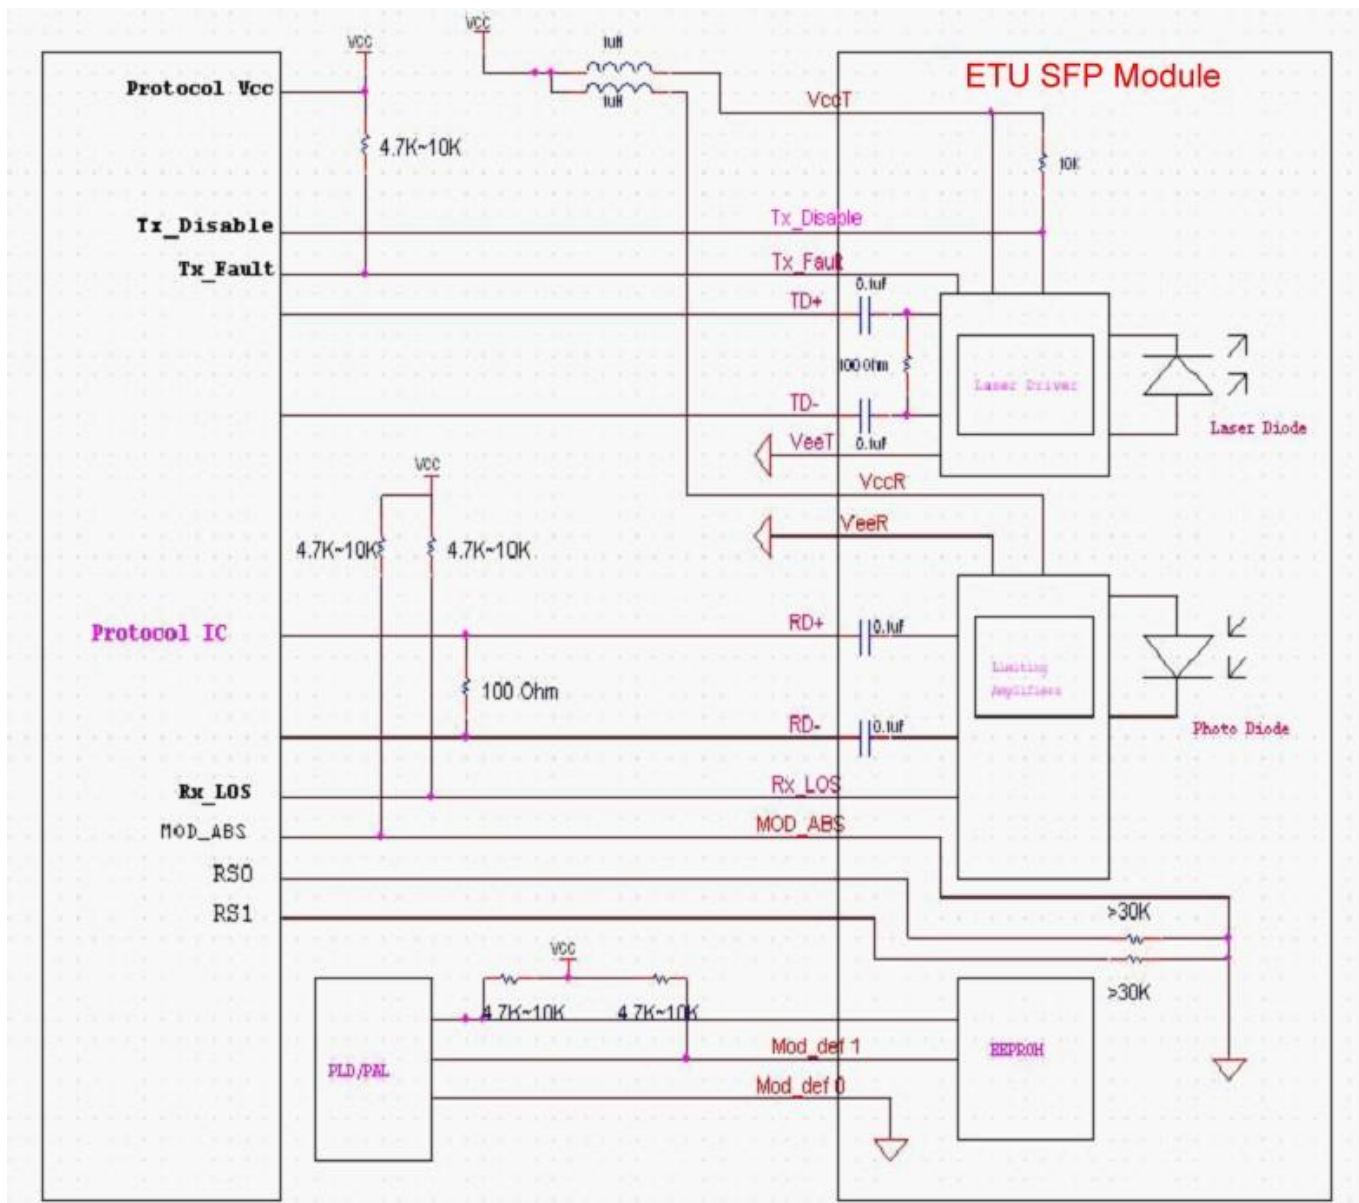 VCC
VCC
1uH
1uH
ETU SFP Module
Protocol Vcc
VccT
4.7K~10K
10K
Tx_Disable
Tx_Disable
Tx_Fault
Tx_Fault
0.1uf
TD+
100 Ohm
Laser Driver
TD-
Laser Diode
VeeT
0.1uf
VCC
VccR
VeeR
4.7K~10K
4.7K~10K
Protocol IC
RD+
0.1uf
Limiting
Amplifiers
100 Ohm
RD-
0.1uf
Photo Diode
Rx_LOS
Rx_LOS
MOD_ABS
MOD_ABS
RS0
RS1
>30K
VCC
>30K
4.7K~10K
4.7K~10K
Mod_def 1
EEPROM
PLD/PAL
Mod_def 0